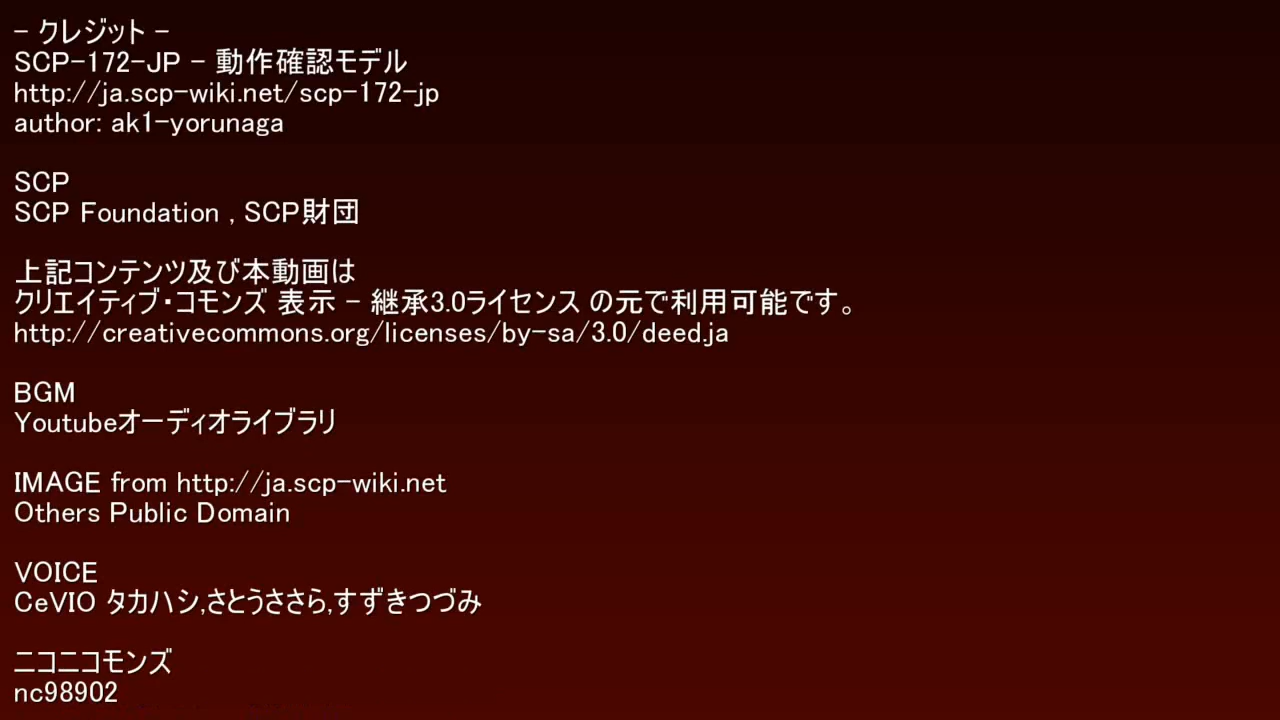 - クレジット -
SCP-172-JP - 動作確認モデル
http://ja.scp-wiki.net/scp-172-jp
author: ak1-yorunaga
SCP
SCP Foundation , SCP財団
上記コンテンツ及び本動画は
クリエイティブ・コモンズ 表示 - 継承3.0ライセンス の元で利用可能です。
http://creativecommons.org/licenses/by-sa/3.0/deed.ja
BGM
Youtubeオーディオライブラリ
IMAGE from http://ja.scp-wiki.net
Others Public Domain
VOICE
CeVIO タカハシ,さとうささら,すずきつづみ
ニコニコモンズ
nc98902